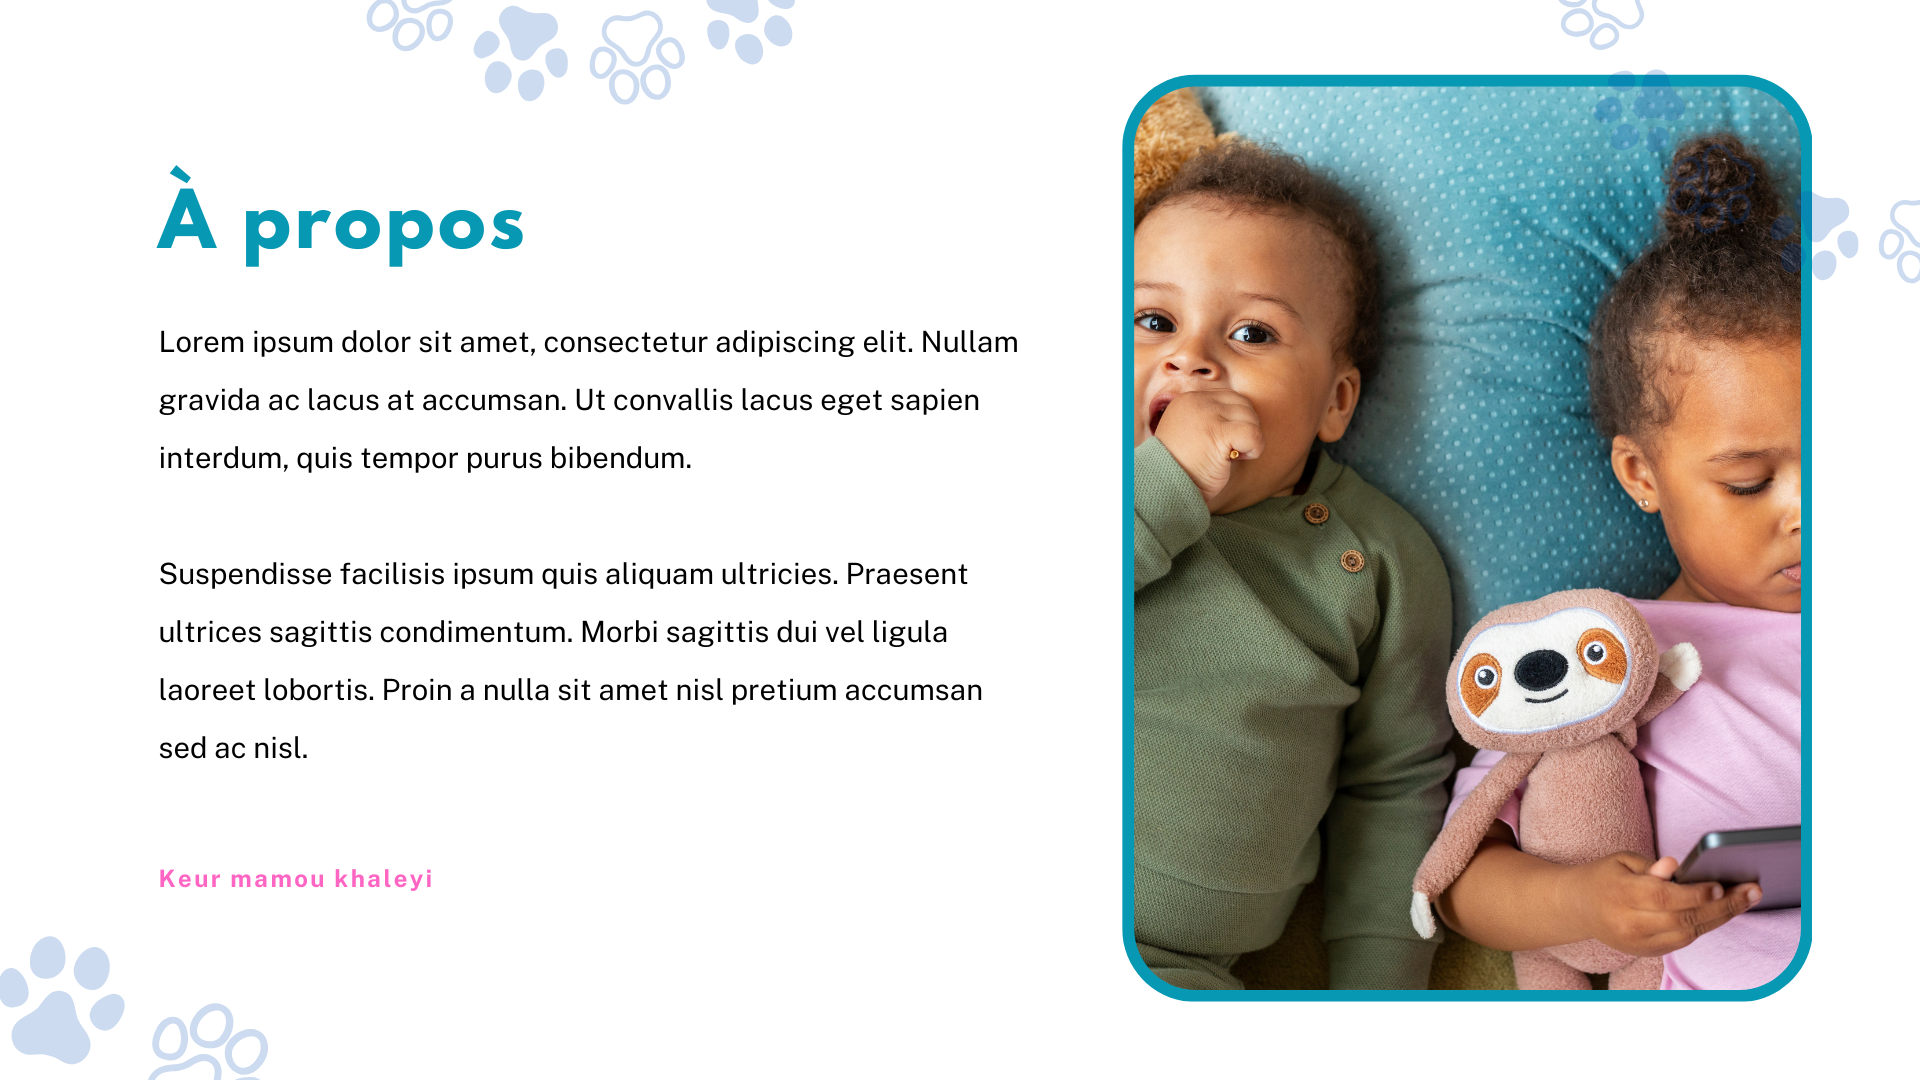 À propos
Lorem ipsum dolor sit amet, consectetur adipiscing elit. Nullam
gravida ac lacus at accumsan. Ut convallis lacus eget sapien
interdum, quis tempor purus bibendum.
Suspendisse facilisis ipsum quis aliquam ultricies. Praesent
ultrices sagittis condimentum. Morbi sagittis dui vel ligula
laoreet lobortis. Proin a nulla sit amet nisl pretium accumsan
sed ac nisl.
Keur mamou khaleyi